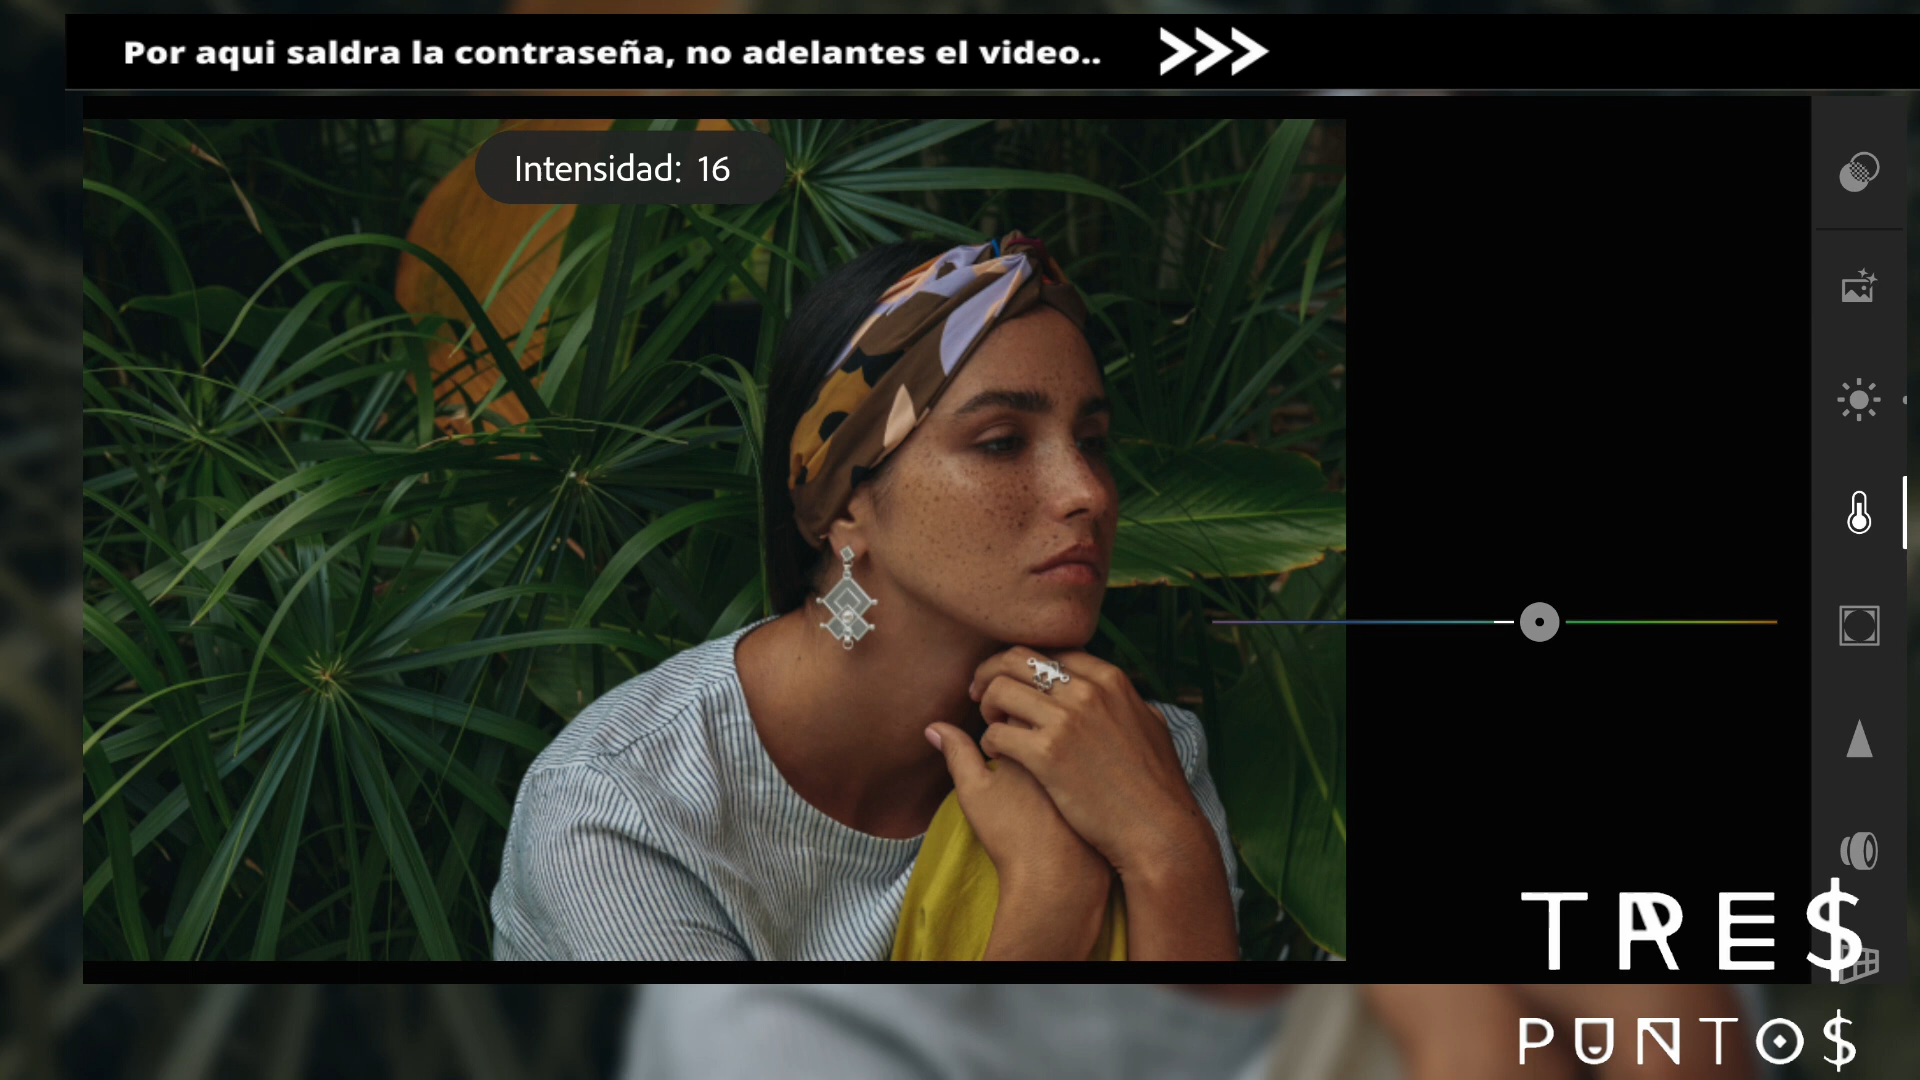 Por aqui saldra la contraseña, no adelantes el video.. >>>
Intensidad: 16
TRE$
PUNTO$